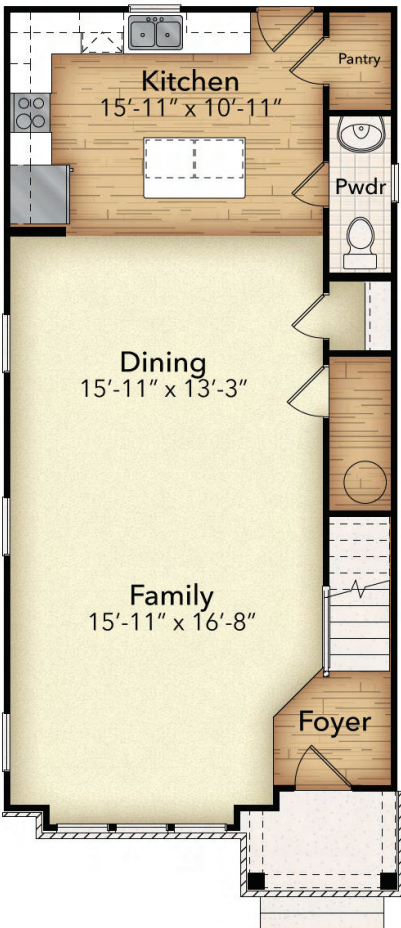 Pantry
Kitchen
15’-11” x 10’-11”
Pwdr
Dining
15’-11” x 13’-3”
Family
15’-11” x 16’-8”
Foyer